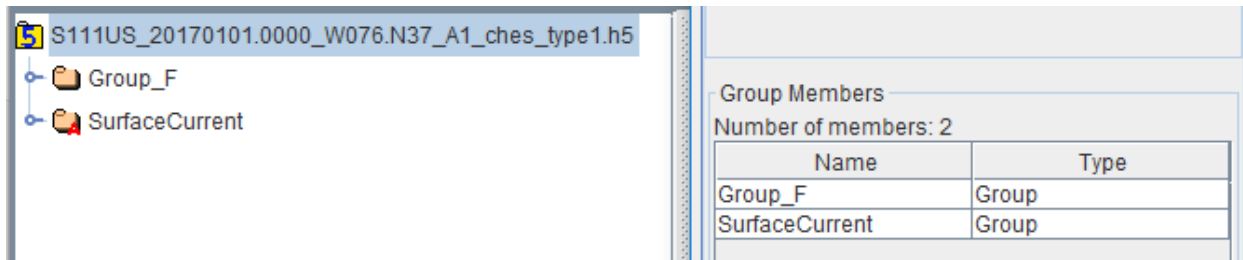 S111US_20170101.0000_W076.N37_A1_ches_type1.h5
Group_F
SurfaceCurrent
Group Members
Number of members: 2
Name Type
Group_F Group
SurfaceCurrent Group